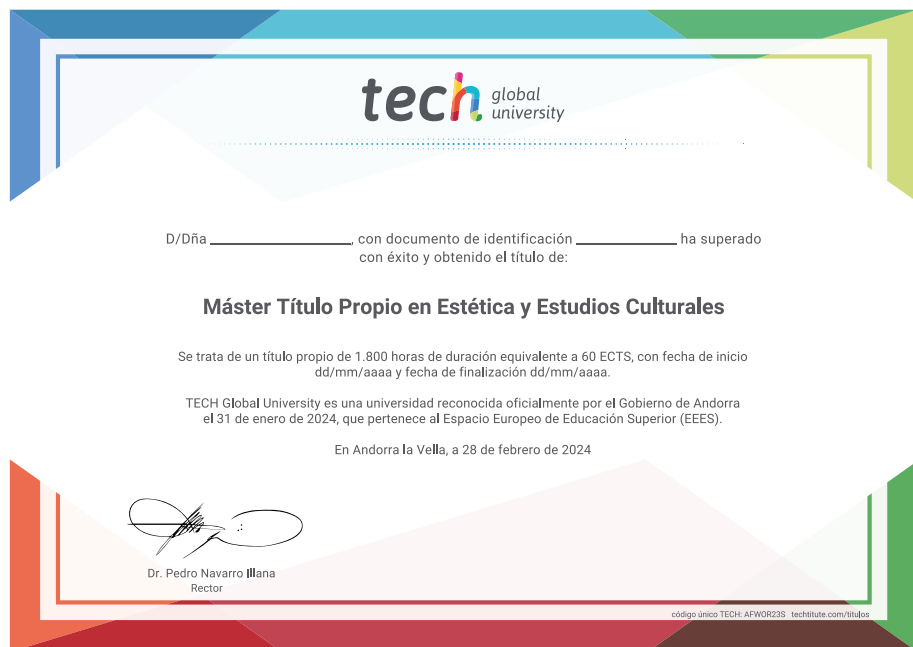 tech global university
D/Dña ________________, con documento de identificación ____________ ha superado
con éxito y obtenido el título de:
Máster Título Propio en Estética y Estudios Culturales
Se trata de un título propio de 1.800 horas de duración equivalente a 60 ECTS, con fecha de inicio
dd/mm/aaaa y fecha de finalización dd/mm/aaaa.
TECH Global University es una universidad reconocida oficialmente por el Gobierno de Andorra
el 31 de enero de 2024, que pertenece al Espacio Europeo de Educación Superior (EEES).
En Andorra la Vella, a 28 de febrero de 2024
Dr. Pedro Navarro Illana
Rector
código único TECH: AFWOR23S techtitute.com/titulos